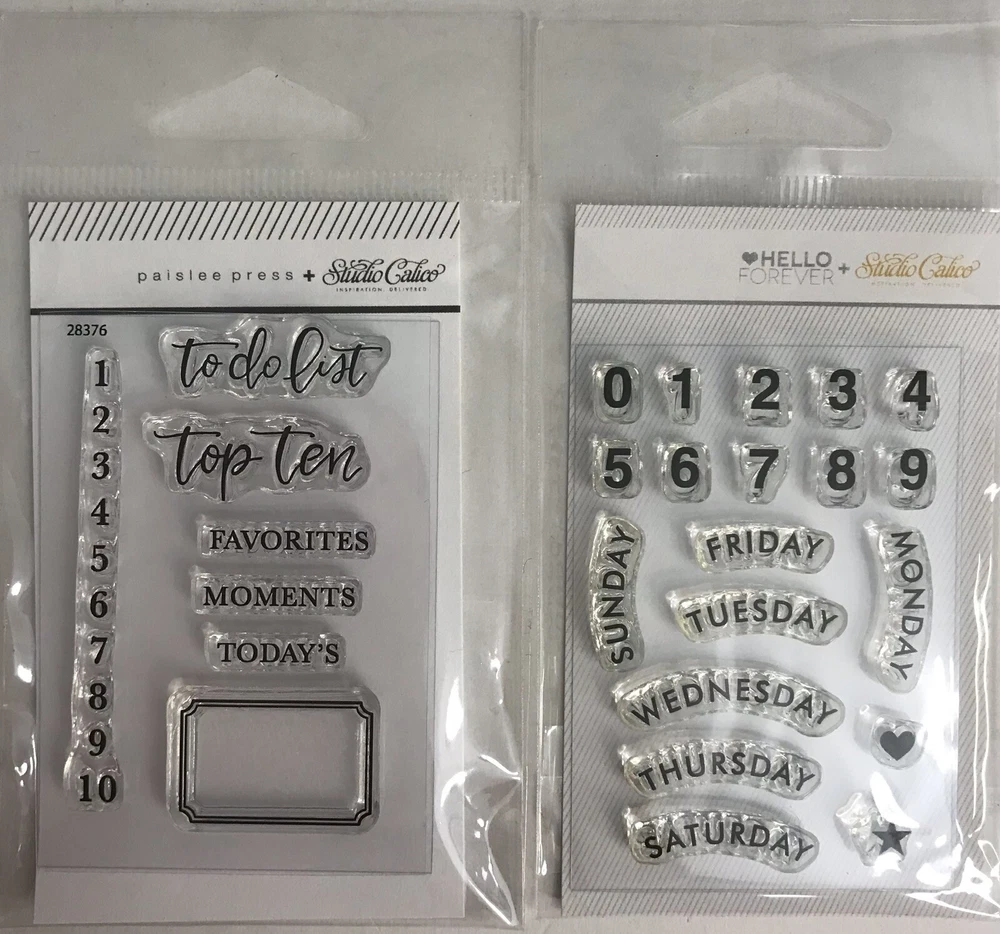 paislee press + Studio Calico
INSPIRATION. DELIVERED
28376
1
2
3
4
5
6
7
8
9
10
to do list
top ten
FAVORITES
MOMENTS
TODAY'S
HELLO
FOREVER + Studio Calico
0 1 2 3 4
5 6 7 8 9
SUNDAY
FRIDAY
MONDAY
TUESDAY
WEDNESDAY
THURSDAY
SATURDAY